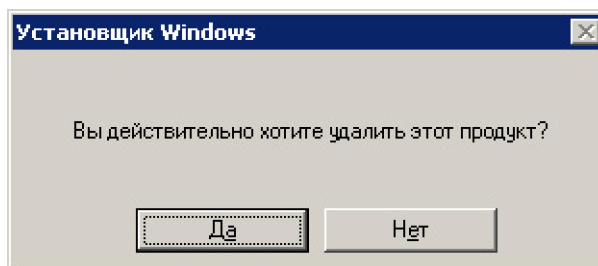 Установщик Windows
Вы действительно хотите удалить этот продукт?
Да
Нет